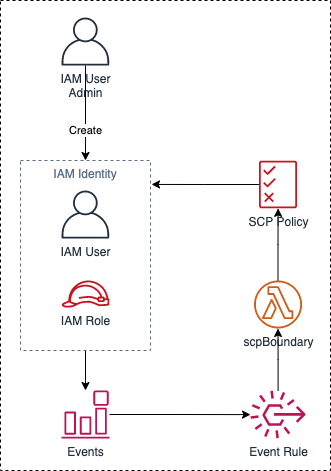 IAM User
Admin
Create
IAM Identity
IAM User
SCP Policy
IAM Role
scpBoundary
Events
Event Rule